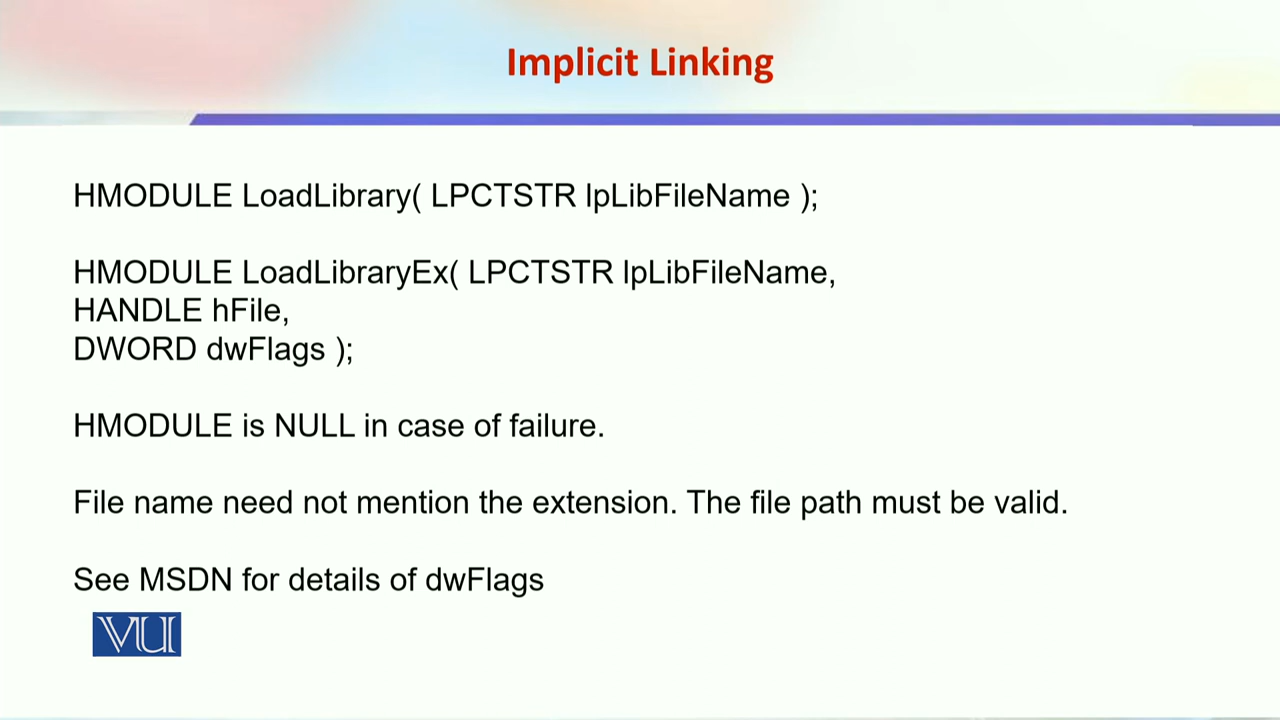 Implicit Linking
HMODULE LoadLibrary( LPCTSTR lpLibFileName );
HMODULE LoadLibraryEx( LPCTSTR lpLibFileName,
HANDLE hFile,
DWORD dwFlags );
HMODULE is NULL in case of failure.
File name need not mention the extension. The file path must be valid.
See MSDN for details of dwFlags
VU